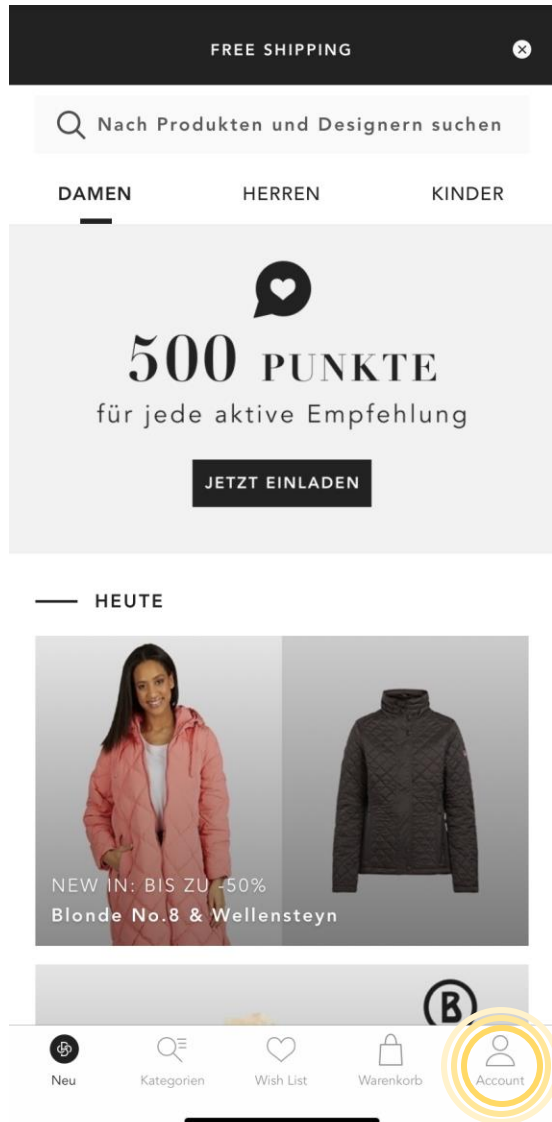 FREE SHIPPING
Nach Produkten und Designern suchen
DAMEN HERREN KINDER
500 PUNKTE
für jede aktive Empfehlung
JETZT EINLADEN
HEUTE
NEW IN: BIS ZU -50%
Blonde No.8 & Wellensteyn
B
Neu Kategorien Wish List Warenkorb Account